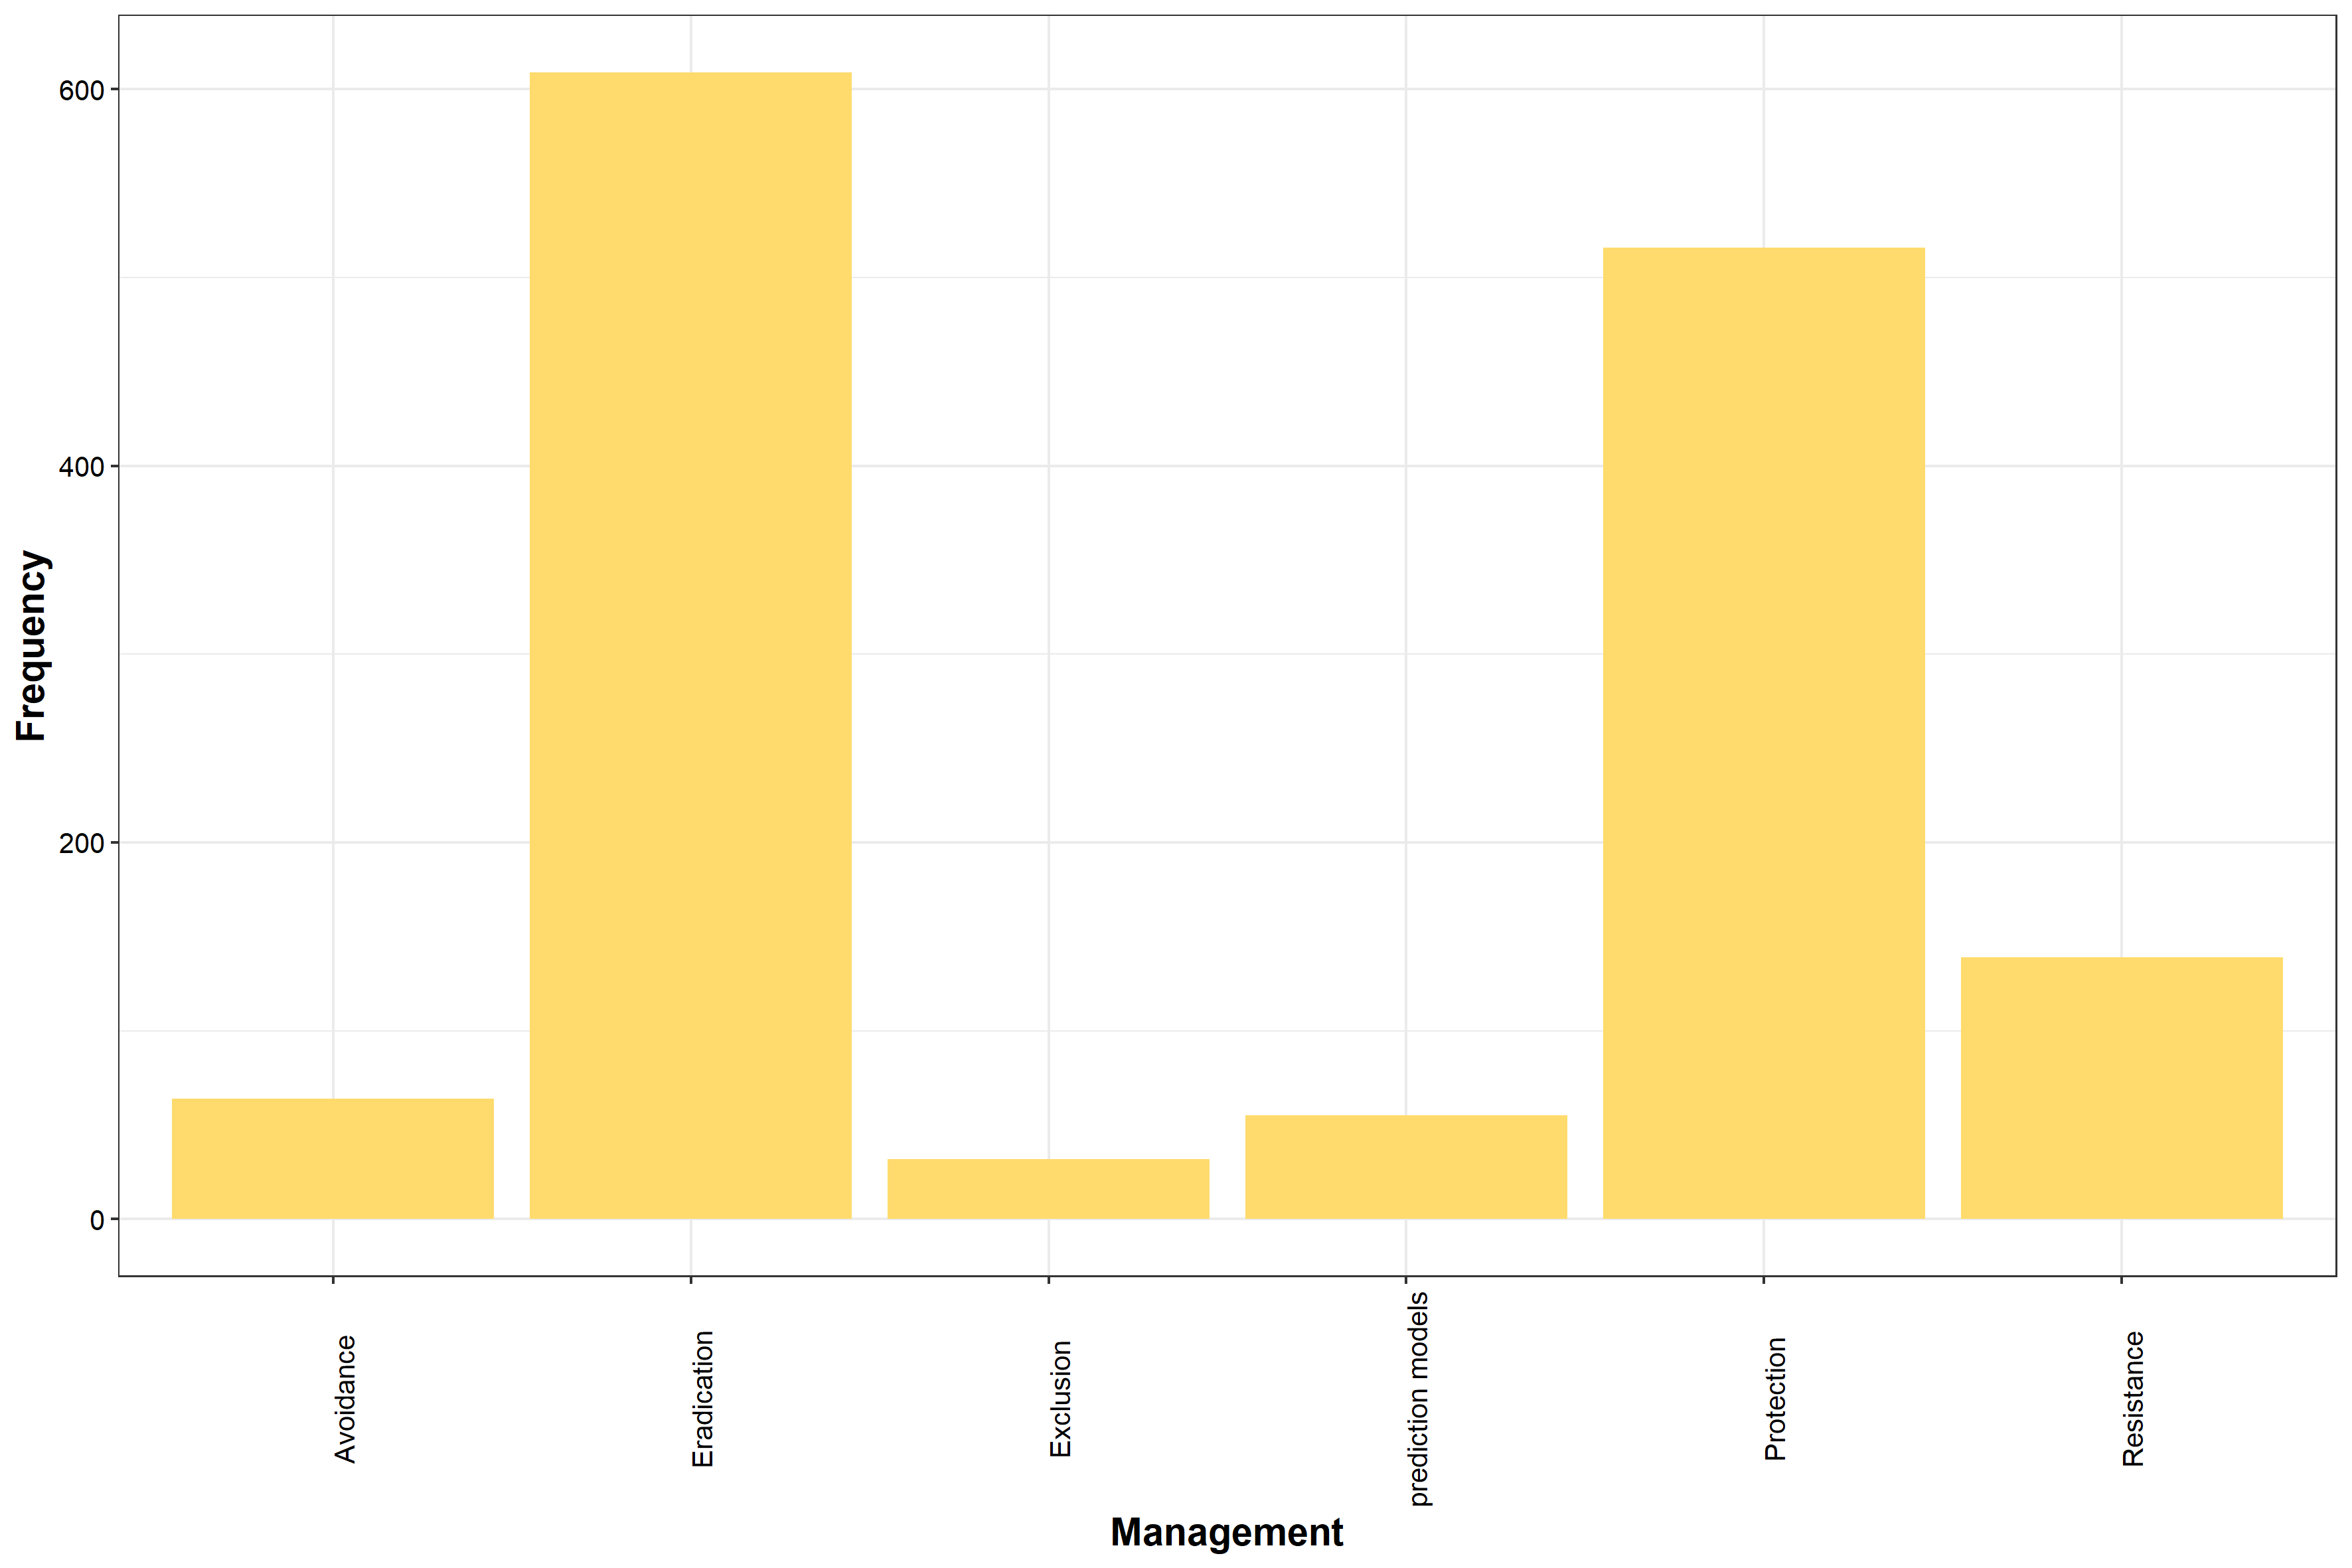 Frequency
600
400
200
0
Avoidance
Eradication
Exclusion
prediction models
Protection
Resistance
Management